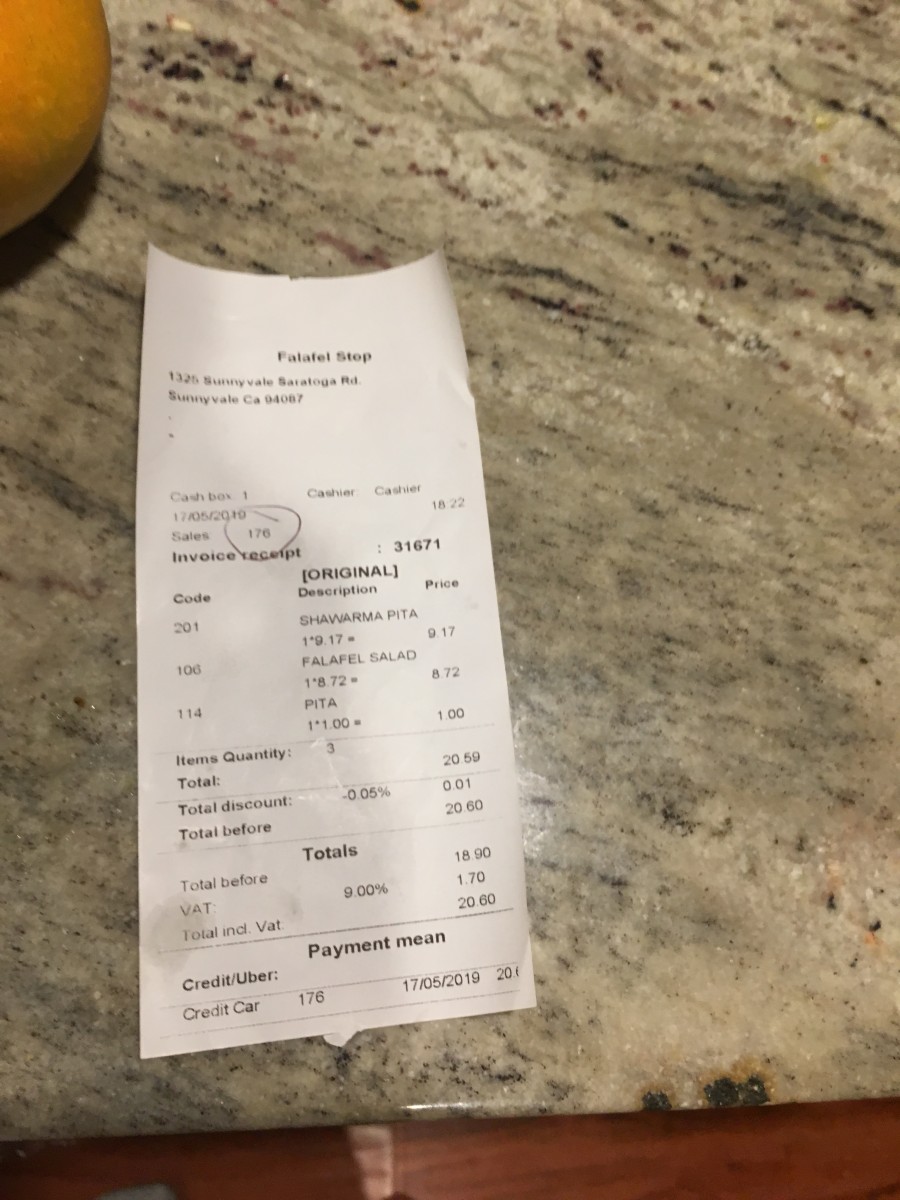 Falafel Stop
1325 Sunnyvale Saratoga Rd.
Sunnyvale Ca 94087
.
.
Cash box: 1 Cashier: Cashier
17/05/2019 18:22
Sales 176
Invoice receipt : 31671
[ORIGINAL]
Code Description Price
201 SHAWARMA PITA
1*9.17 = 9.17
106 FALAFEL SALAD
1*8.72 = 8.72
114 PITA
1*1.00 = 1.00
Items Quantity: 3
Total: 20.59
Total discount: -0.05% 0.01
Total before 20.60
Totals
Total before 18.90
VAT: 9.00% 1.70
Total incl. Vat 20.60
Payment mean
Credit/Uber:
Credit Car 176 17/05/2019 20.6